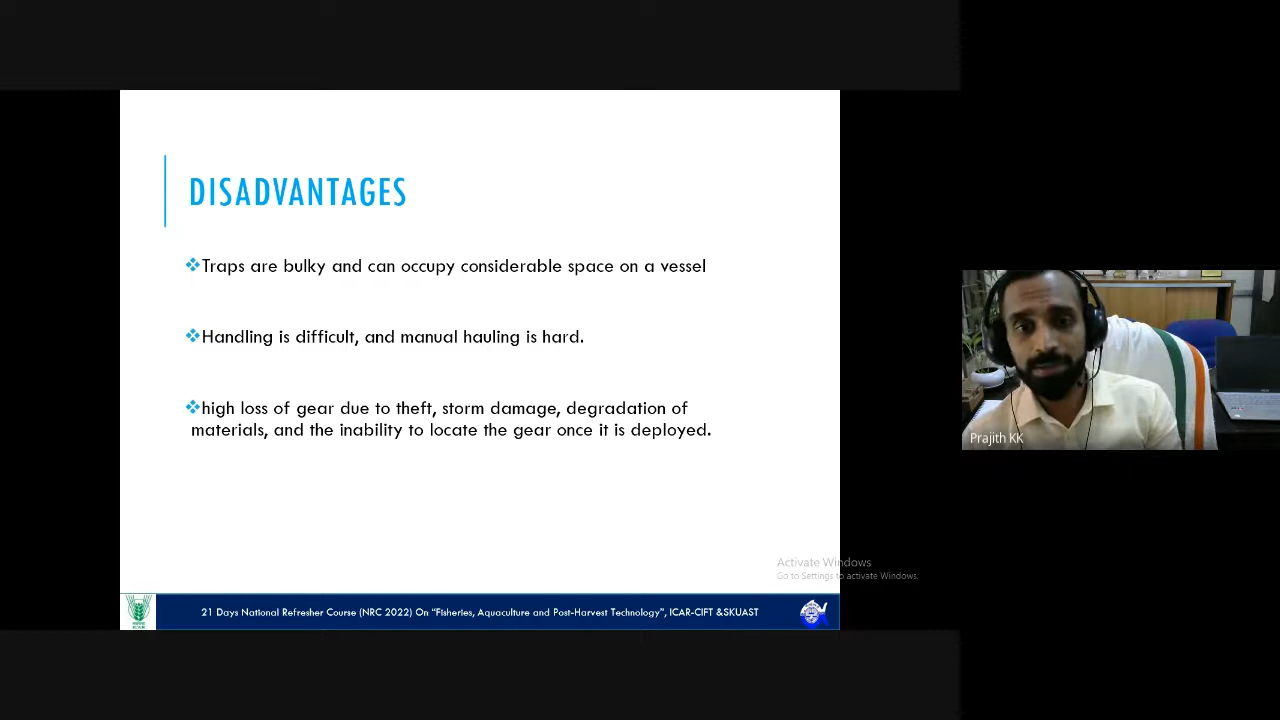 DISADVANTAGES
❖Traps are bulky and can occupy considerable space on a vessel
❖Handling is difficult, and manual hauling is hard.
❖high loss of gear due to theft, storm damage, degradation of
materials, and the inability to locate the gear once it is deployed.
Prajith KK
Activate Windows
Go to Settings to activate Windows.
21 Days National Refresher Course (NRC 2022) On “Fisheries, Aquaculture and Post-Harvest Technology”, ICAR-CIFT &SKUAST